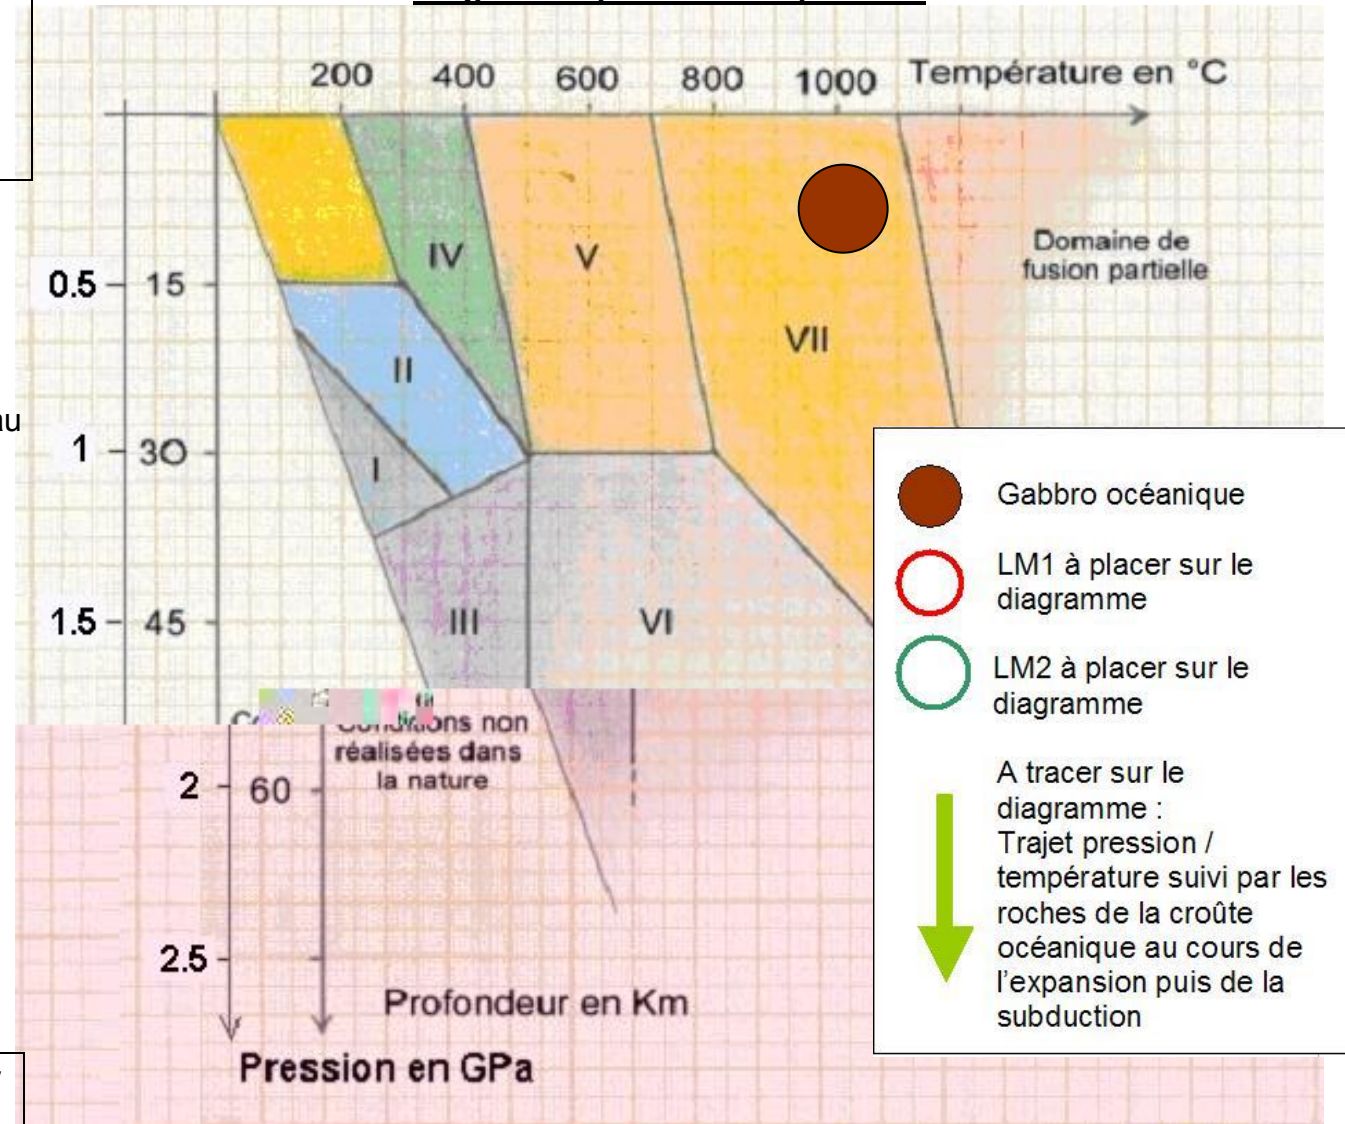 200 400 600 800 1000 Température en °C
IV V
Domaine de
fusion partielle
0.5 15
VII
II
au
1 30
I
1.5 45
III VI
Conditions non
réalisées dans
la nature
2 60
2.5
Profondeur en Km
Pression en GPa
Gabbro océanique
LM1 à placer sur le
diagramme
LM2 à placer sur le
diagramme
A tracer sur le
diagramme :
Trajet pression /
température suivi par les
roches de la croûte
océanique au cours de
l'expansion puis de la
subduction